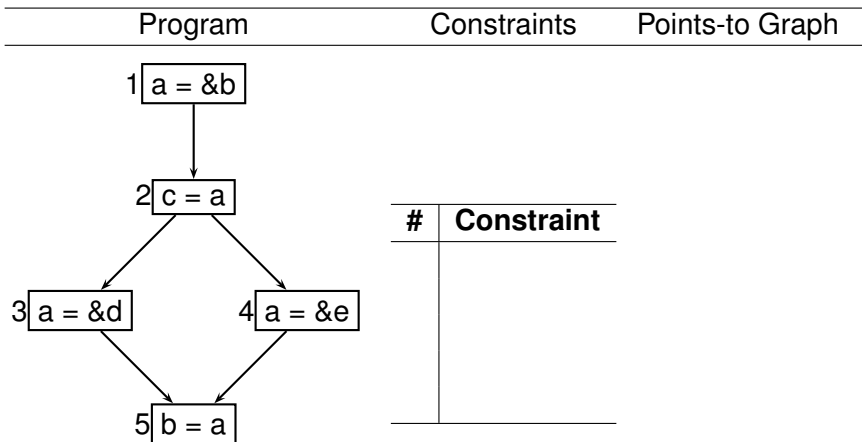 Program Constraints Points-to Graph
1 a = &b
2 c = a
# Constraint
3 a = &d 4 a = &e
5 b = a